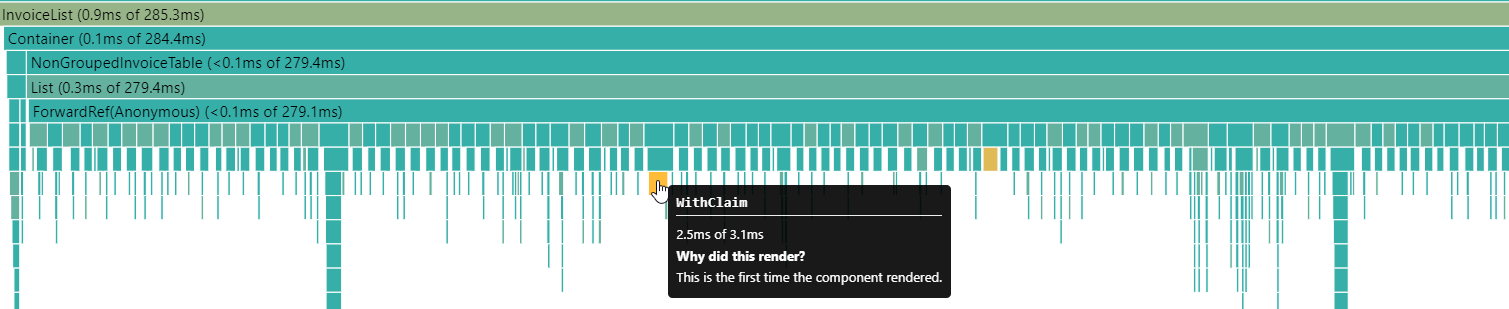 InvoiceList (0.9ms of 285.3ms)
Container (0.1ms of 284.4ms)
NonGroupedInvoiceTable (<0.1ms of 279.4ms)
List (0.3ms of 279.4ms)
ForwardRef(Anonymous) (<0.1ms of 279.1ms)
WithClaim
2.5ms of 3.1ms
Why did this render?
This is the first time the component rendered.